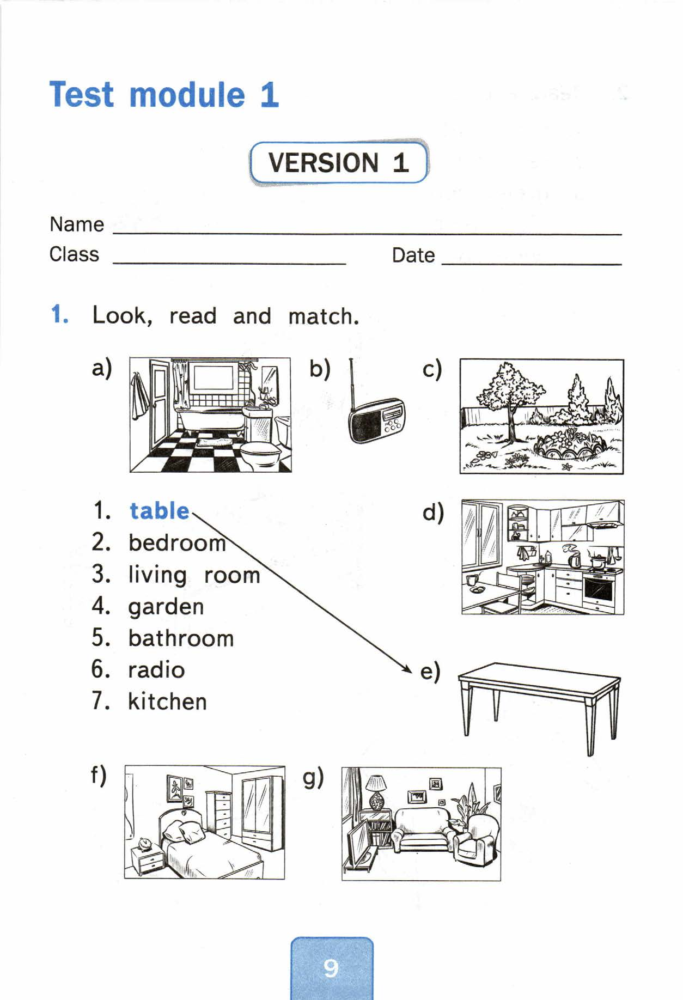 Test module 1
VERSION 1
Name
Class Date
1. Look, read and match.
a) b) c)
1. table
d)
2. bedroom
3. living room
4. garden
5. bathroom
6. radio
e)
7. kitchen
f) g)
9